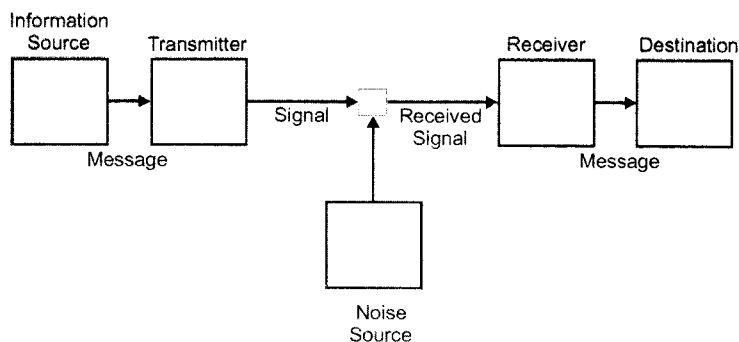 Information
Source
Transmitter
Receiver
Destination
Signal
Received
Signal
Message
Message
Noise
Source